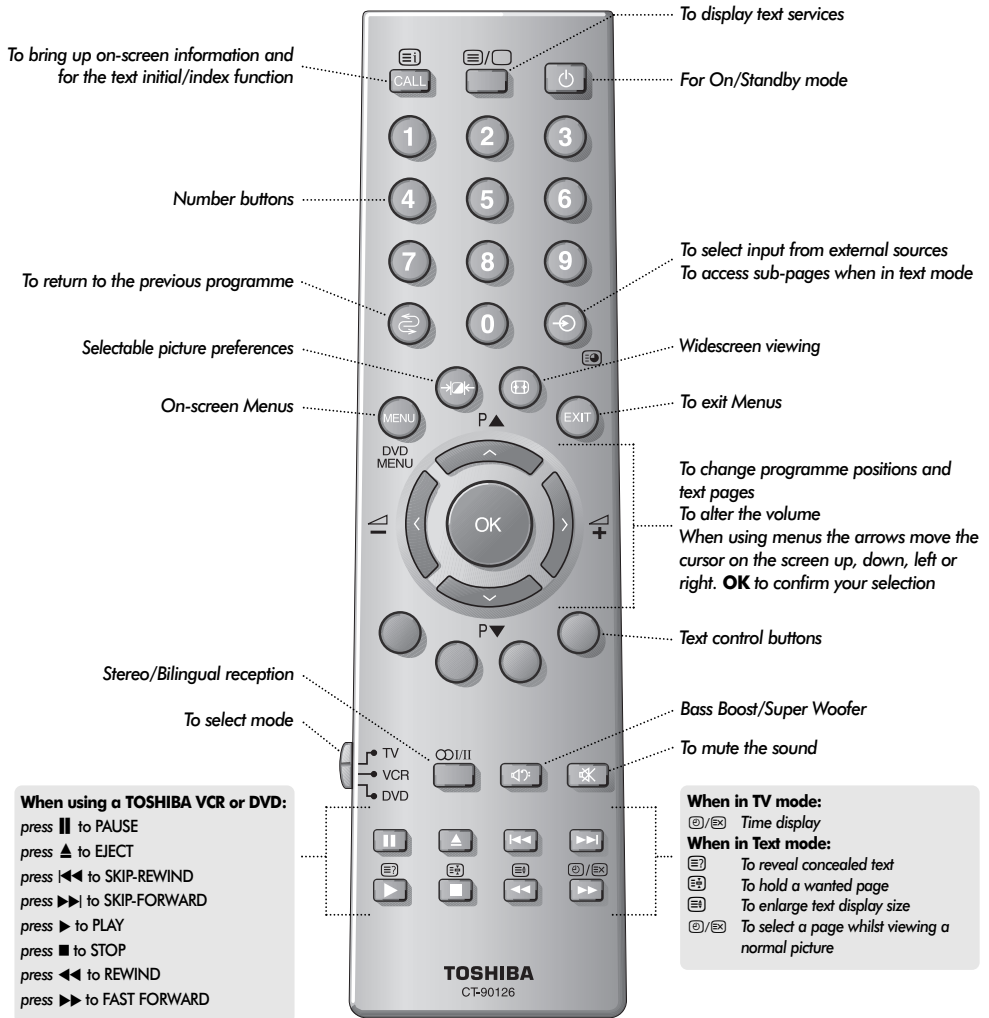 To display text services
To bring up on-screen information and
for the text initial/index function
CALL
For On/Standby mode
1 2 3
Number buttons
4 5 6
7 8 9
To select input from external sources
To access sub-pages when in text mode
To return to the previous programme
0
Selectable picture preferences
Widescreen viewing
On-screen Menus
MENU
EXIT
To exit Menus
P▲
DVD
MENU
OK
To change programme positions and
text pages
To alter the volume
When using menus the arrows move the
cursor on the screen up, down, left or
right. OK to confirm your selection
P▼
Text control buttons
Stereo/Bilingual reception
Bass Boost/Super Woofer
To select mode
To mute the sound
TV
VCR
DVD
I/II
When using a TOSHIBA VCR or DVD:
press to PAUSE
press ▲ to EJECT
press to SKIP-REWIND
press to SKIP-FORWARD
press ▶ to PLAY
press ■ to STOP
press ◀◀ to REWIND
press ▶▶ to FAST FORWARD
When in TV mode:
Time display
When in Text mode:
To reveal concealed text
To hold a wanted page
To enlarge text display size
To select a page whilst viewing a
normal picture
TOSHIBA
CT-90126